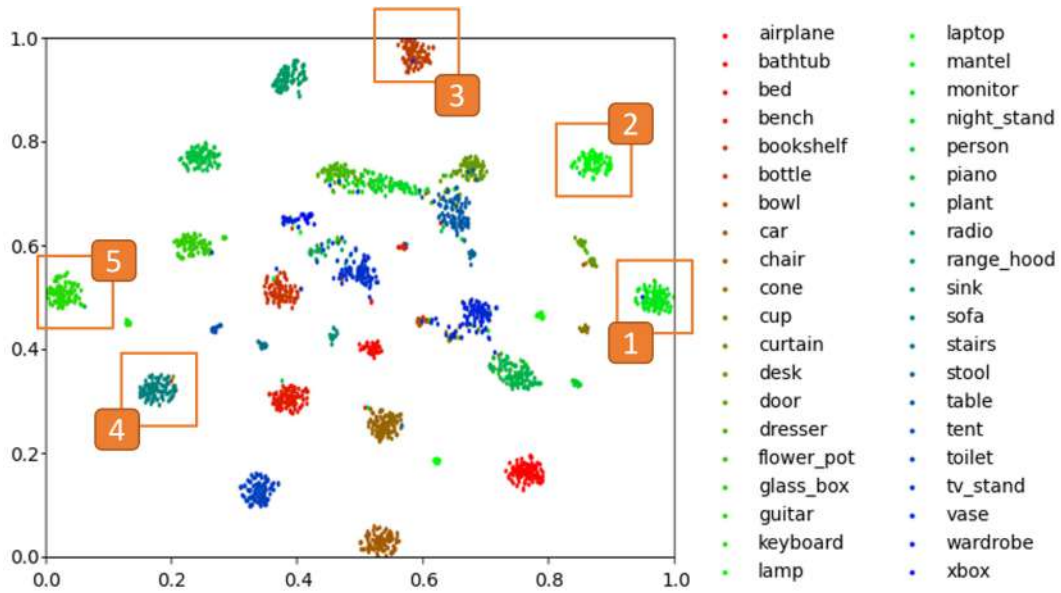 1.0
0.8
0.6
0.4
0.2
0.0
0.0 0.2 0.4 0.6 0.8 1.0
3
2
5
1
4
airplane
bathtub
bed
bench
bookshelf
bottle
bowl
car
chair
cone
cup
curtain
desk
door
dresser
flower_pot
glass_box
guitar
keyboard
lamp
laptop
mantel
monitor
night_stand
person
piano
plant
radio
range_hood
sink
sofa
stairs
stool
table
tent
toilet
tv_stand
vase
wardrobe
xbox